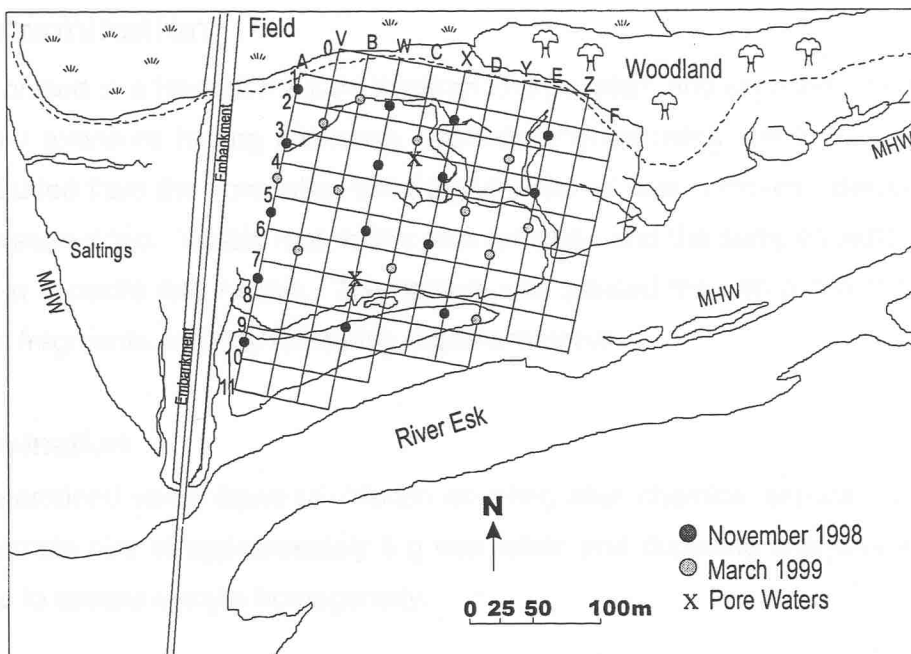 Field
Woodland
0 V B W C X D Y E Z
A
F
2
3
4
5
6
7
8
9
10
11
Embankment
Embankment
Saltings
MHW
MHW
MHW
X
X
River Esk
N
November 1998
March 1999
X Pore Waters
0 25 50 100m